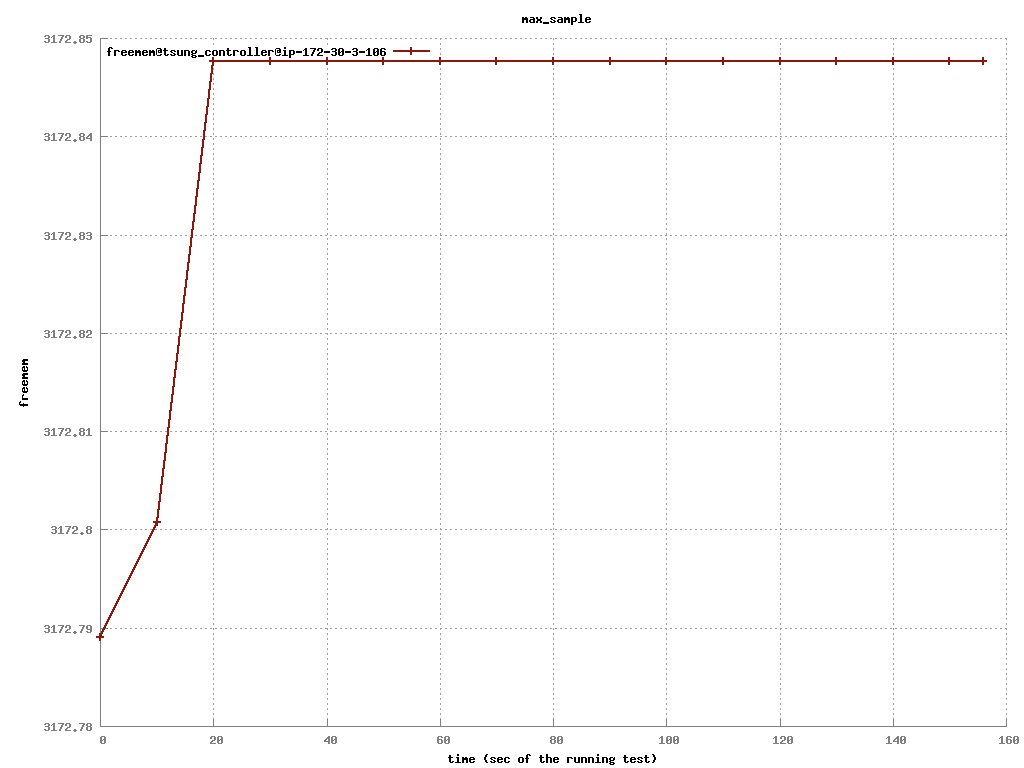 max_sample
3172.85
freemem@tsung_controller@ip-172-30-3-106
3172.84
3172.83
3172.82
freemem
3172.81
3172.8
3172.79
3172.78
0 20 40 60 80 100 120 140 160
time (sec of the running test)